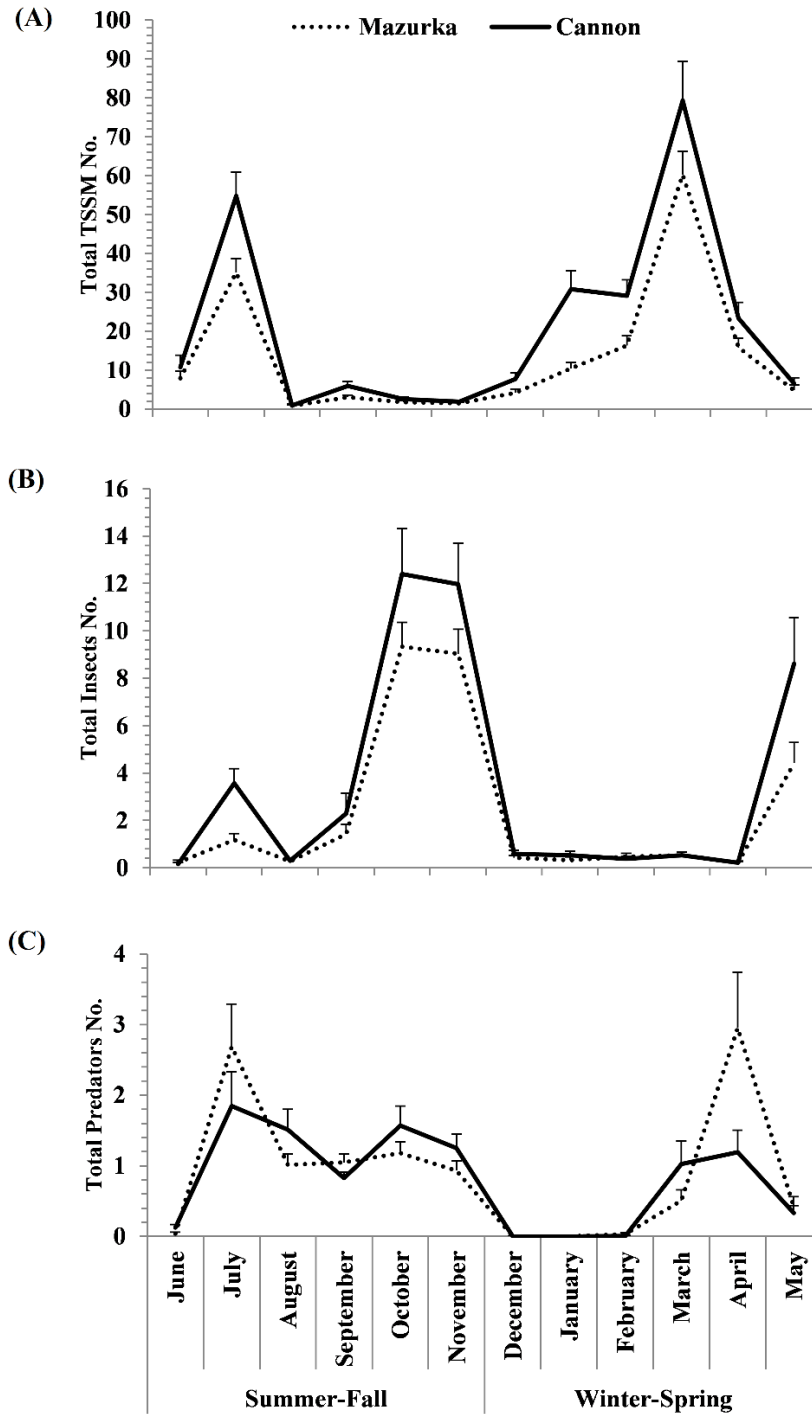 (A)
Mazurka Cannon
Total TSSM No.
100
90
80
70
60
50
40
30
20
10
0
(B)
Total Insects No.
16
14
12
10
8
6
4
2
0
(C)
Total Predators No.
4
3
2
1
0
June
July
August
September
October
November
December
January
February
March
April
May
Summer-Fall Winter-Spring